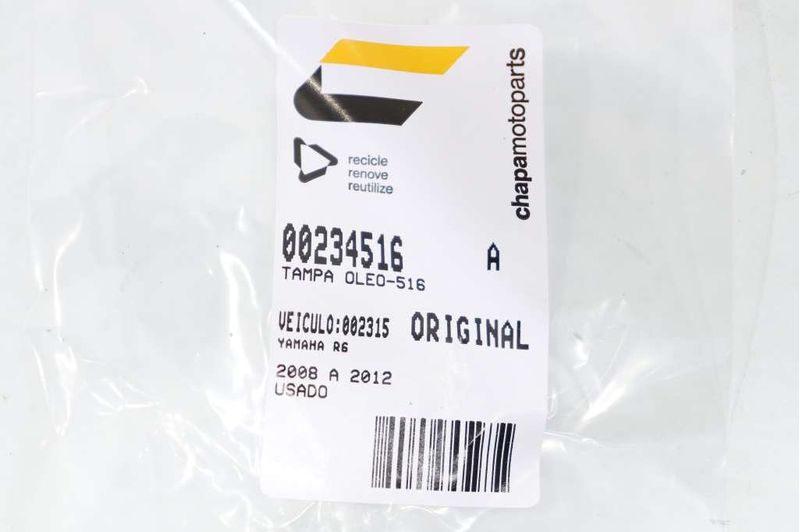 chapamotoparts
recicle
renove
reutilize
00234516 A
TAMPA OLEO-516
VEICULO:002315 ORIGINAL
YAMAHA R6
2008 A 2012
USADO